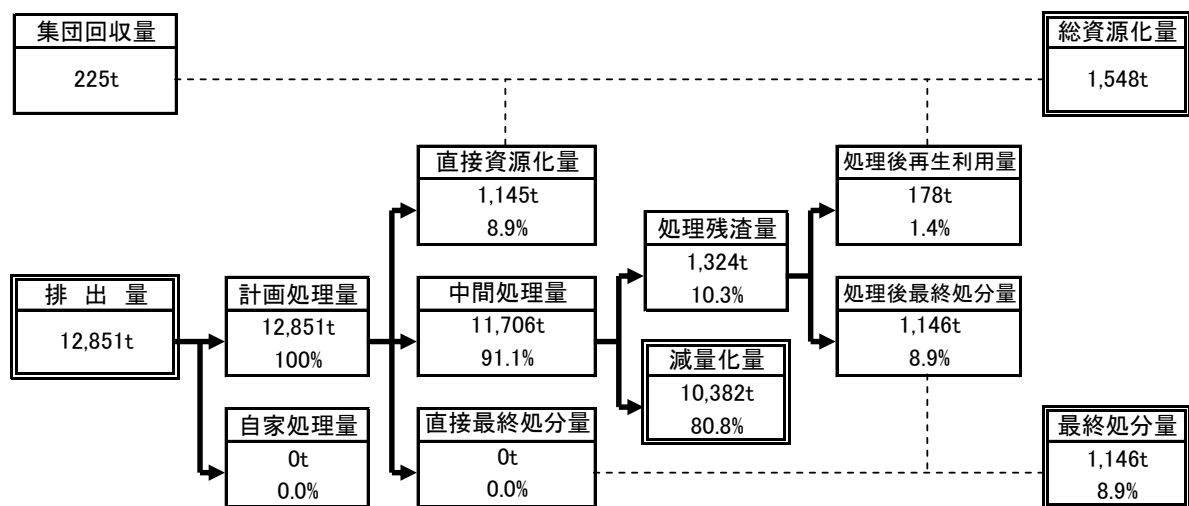 集団回収量
225t
総資源化量
1,548t
直接資源化量
1,145t
8.9%
処理後再生利用量
178t
1.4%
処理残渣量
1,324t
10.3%
排出量
12,851t
計画処理量
12,851t
100%
中間処理量
11,706t
91.1%
処理後最終処分量
1,146t
8.9%
減量化量
10,382t
80.8%
自家処理量
0t
0.0%
直接最終処分量
0t
0.0%
最終処分量
1,146t
8.9%